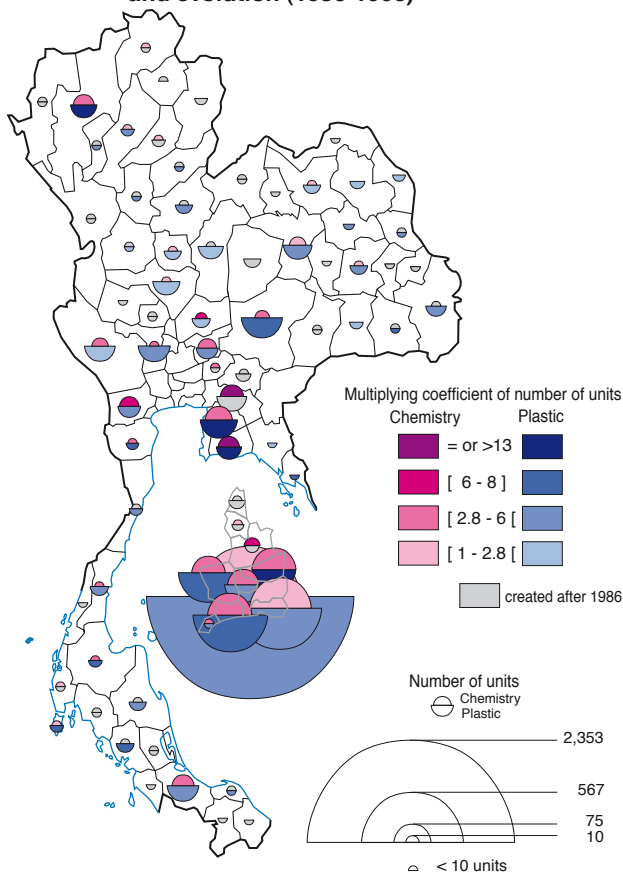 Multiplying coefficient of number of units
Chemistry Plastic
= or >13
[ 6 - 8 ]
[ 2.8 - 6 [
[ 1 - 2.8 [
created after 1986
Number of units
Chemistry
Plastic
2,353
567
75
10
< 10 units